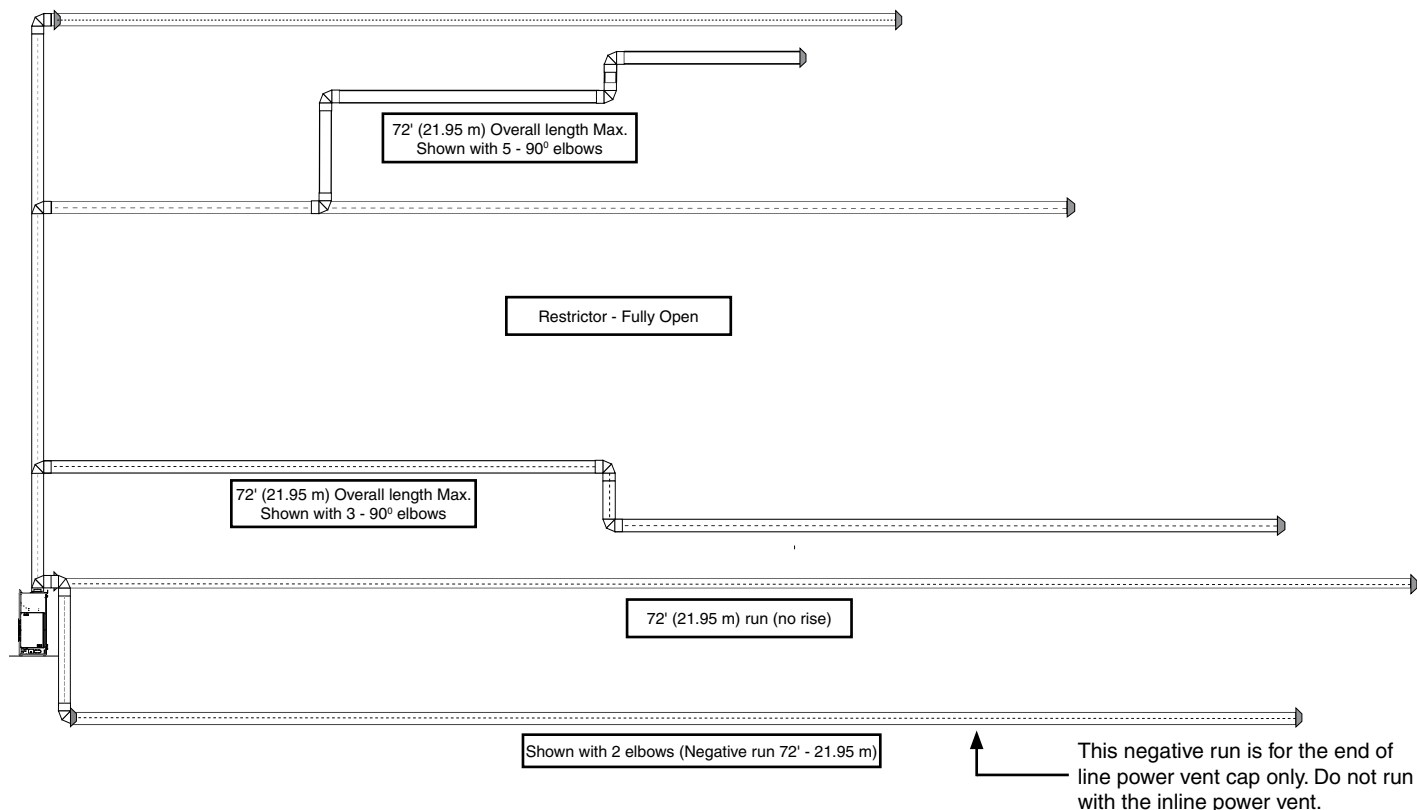 72' (21.95 m) Overall length Max.
Shown with 5 - 90⁰ elbows
Restrictor - Fully Open
72' (21.95 m) Overall length Max.
Shown with 3 - 90⁰ elbows
72' (21.95 m) run (no rise)
Shown with 2 elbows (Negative run 72' - 21.95 m)
This negative run is for the end of
line power vent cap only. Do not run
with the inline power vent.